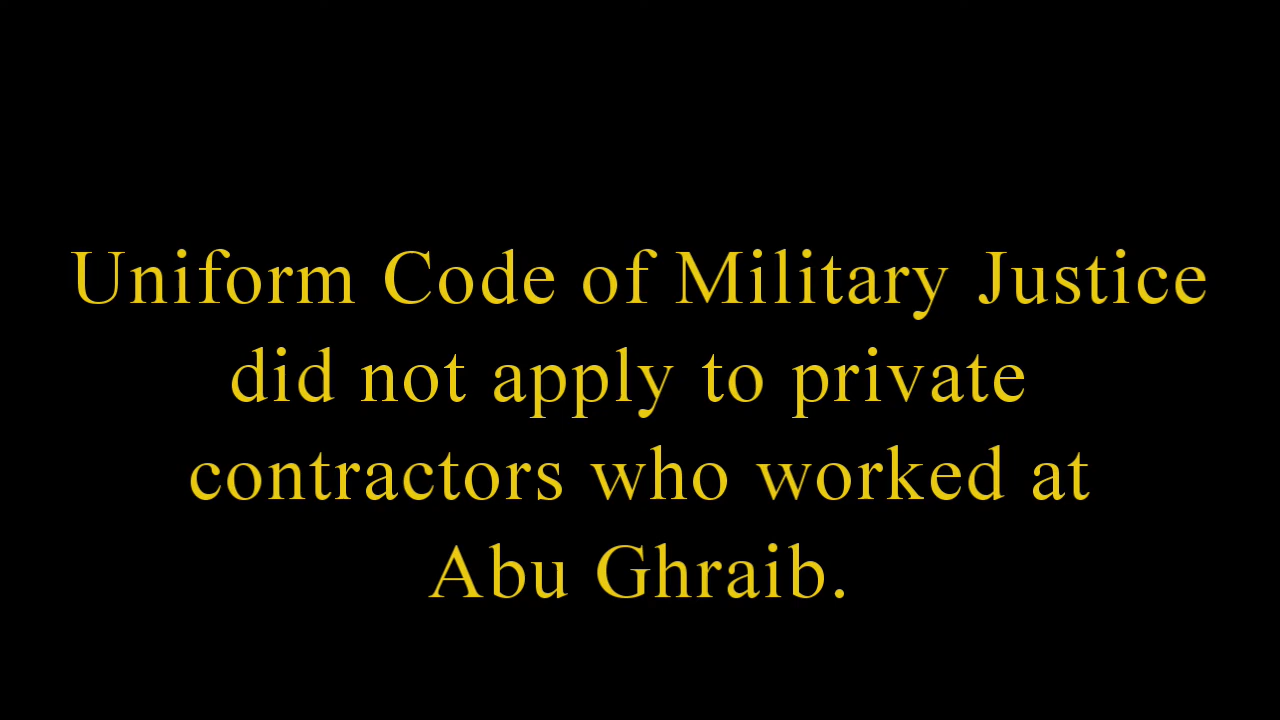 Uniform Code of Military Justice
did not apply to private
contractors who worked at
Abu Ghraib.